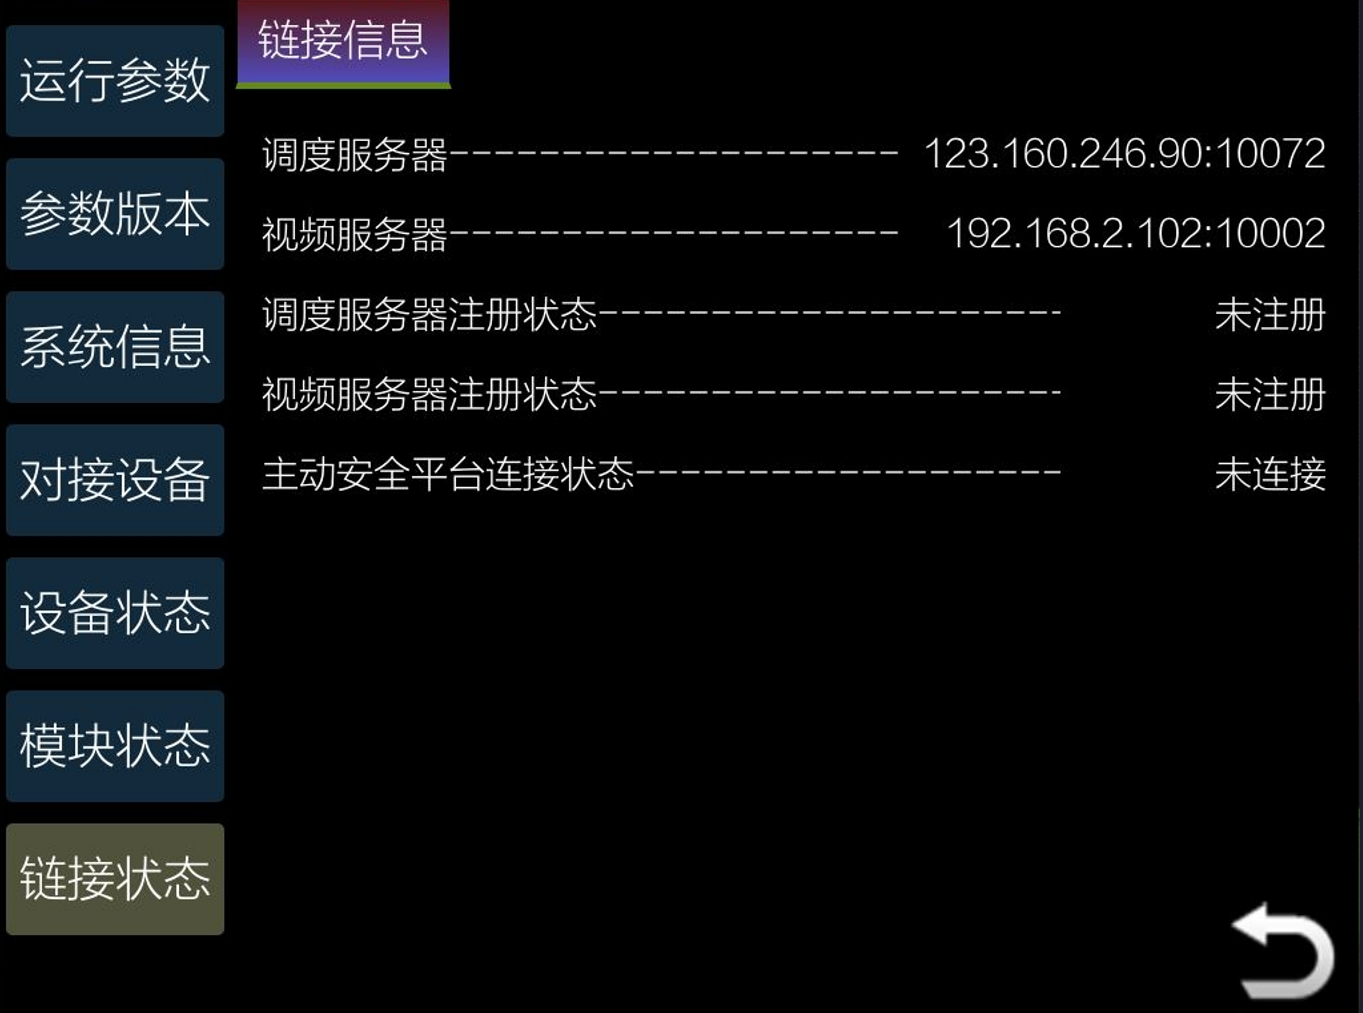 链接信息
运行参数
参数版本
系统信息
对接设备
设备状态
模块状态
链接状态
调度服务器-------------------- 123.160.246.90:10072
视频服务器-------------------- 192.168.2.102:10002
调度服务器注册状态--------------------- 未注册
视频服务器注册状态--------------------- 未注册
主动安全平台连接状态------------------- 未连接